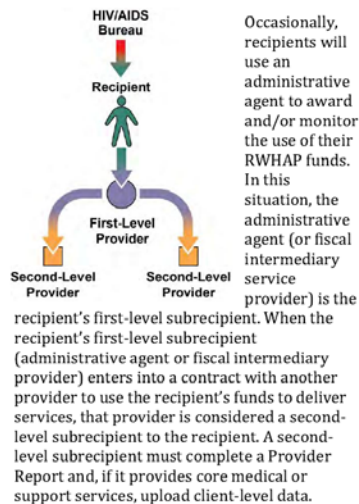 HIV/AIDS
Bureau
Recipient
First-Level
Provider
Second-Level
Provider
Second-Level
Provider
Occasionally,
recipients will
use an
administrative
agent to award
and/or monitor
the use of their
RWHAP funds.
In this
situation, the
administrative
agent (or fiscal
intermediary
service
provider) is the
recipient's first-level subrecipient. When the
recipient's first-level subrecipient
(administrative agent or fiscal intermediary
provider) enters into a contract with another
provider to use the recipient's funds to deliver
services, that provider is considered a second-
level subrecipient to the recipient. A second-
level subrecipient must complete a Provider
Report and, if it provides core medical or
support services, upload client-level data.